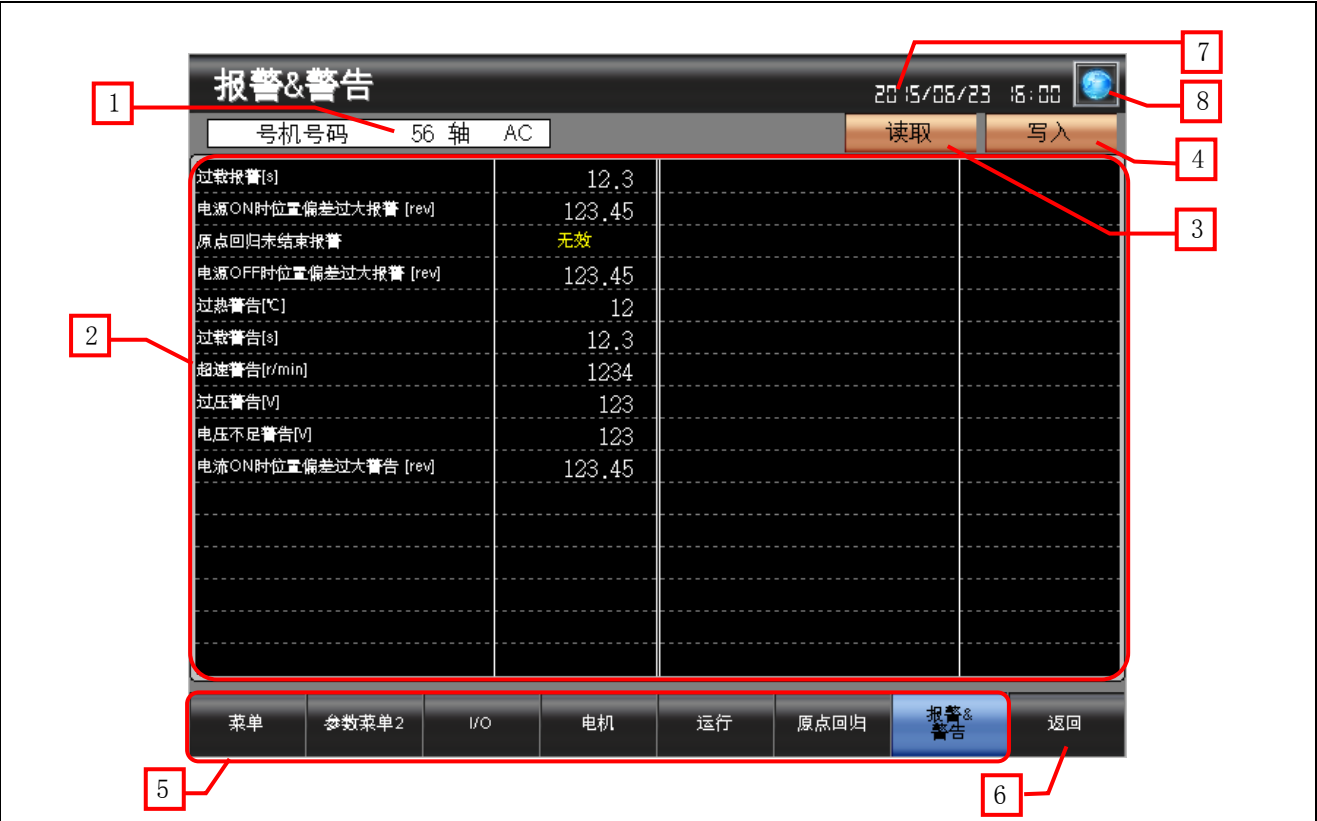 7
报警&警告
2015/06/23 16:00
1
8
号机号码 56 轴 AC
读取
写入
4
过载报警[s] 12.3
电源ON时位置偏差过大报警 [rev] 123.45
3
原点回归未结束报警 无效
电源OFF时位置偏差过大报警 [rev] 123.45
过热警告[℃] 12
2
过载警告[s] 12.3
超速警告[r/min] 1234
过压警告[V] 123
电压不足警告[V] 123
电流ON时位置偏差过大警告 [rev] 123.45
菜单
参数菜单2
I/O
电机
运行
原点回归
报警&
警告
返回
5
6